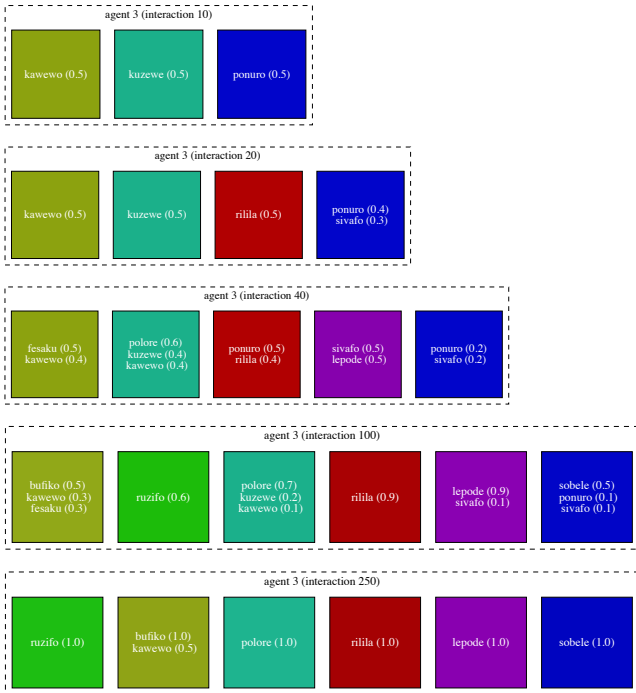 agent 3 (interaction 10)
kawewo (0.5)
kuzewe (0.5)
ponuro (0.5)
agent 3 (interaction 20)
kawewo (0.5)
kuzewe (0.5)
rilila (0.5)
ponuro (0.4)
sivafo (0.3)
agent 3 (interaction 40)
fesaku (0.5)
kawewo (0.4)
polore (0.6)
kuzewe (0.4)
kawewo (0.4)
ponuro (0.5)
rilila (0.4)
sivafo (0.5)
lepode (0.5)
ponuro (0.2)
sivafo (0.2)
agent 3 (interaction 100)
bufiko (0.5)
kawewo (0.3)
fesaku (0.3)
ruzifo (0.6)
polore (0.7)
kuzewe (0.2)
kawewo (0.1)
rilila (0.9)
lepode (0.9)
sivafo (0.1)
sobele (0.5)
ponuro (0.1)
sivafo (0.1)
agent 3 (interaction 250)
ruzifo (1.0)
bufiko (1.0)
kawewo (0.5)
polore (1.0)
rilila (1.0)
lepode (1.0)
sobele (1.0)